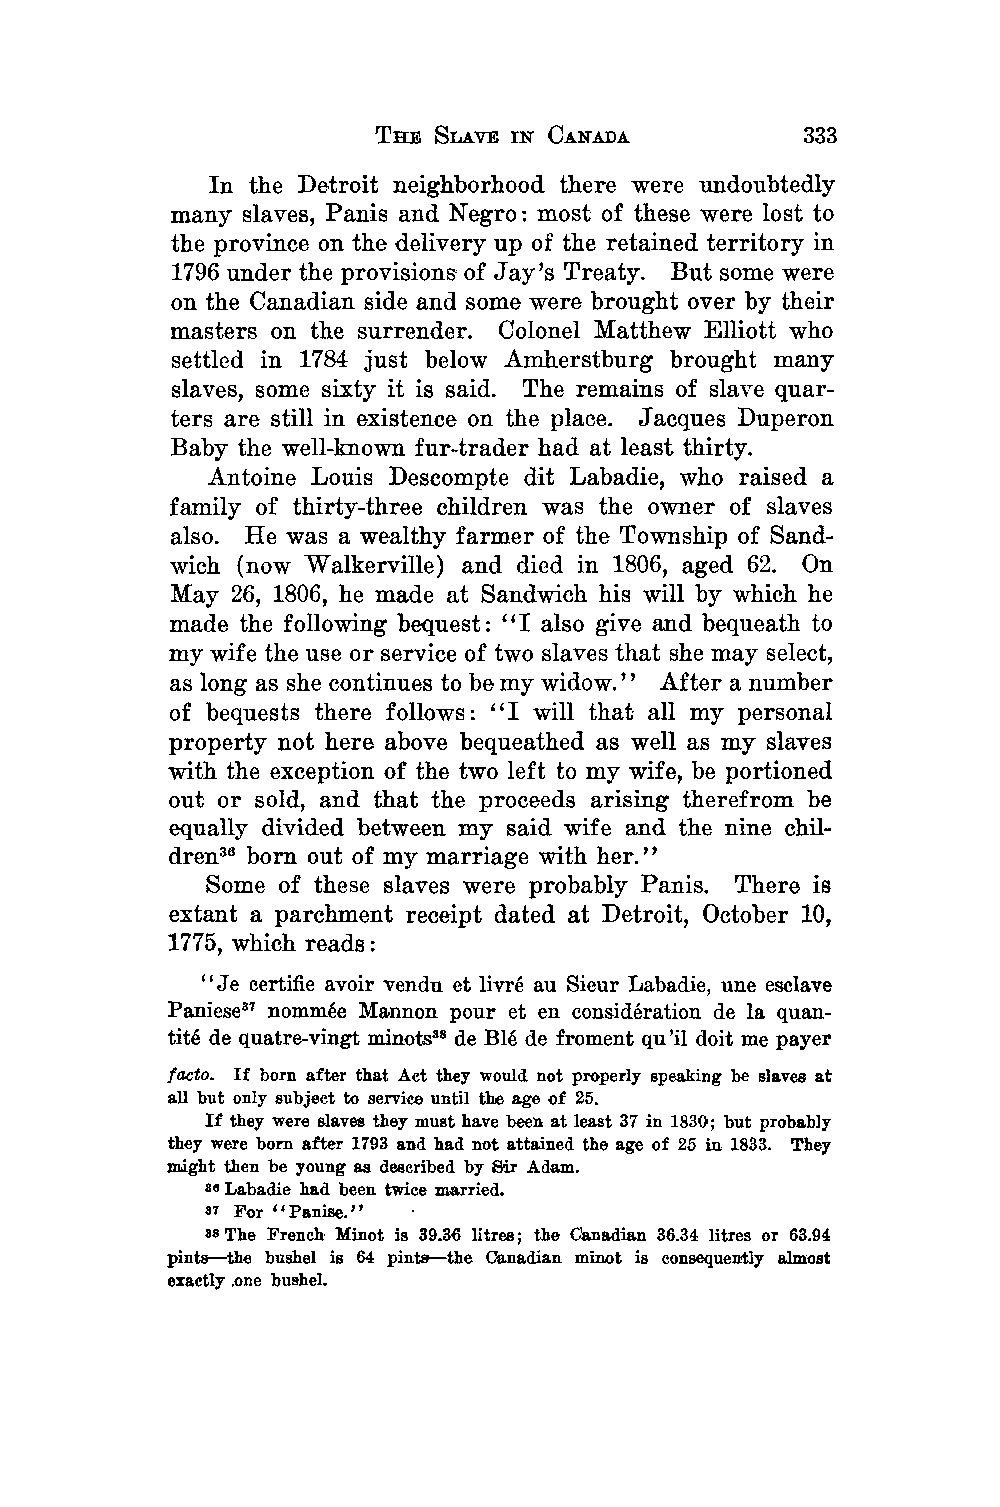 THE SLAVE IN CANADA 333
In the Detroit neighborhood there were undoubtedly
many slaves, Panis and Negro: most of these were lost to
the province on the delivery up of the retained territory in
1796 under the provisions of Jay's Treaty. But some were
on the Canadian side and some were brought over by their
masters on the surrender. Colonel Matthew Elliott who
settled in 1784 just below Amherstburg brought many
slaves, some sixty it is said. The remains of slave quar-
ters are still in existence on the place. Jacques Duperon
Baby the well-known fur-trader had at least thirty.
Antoine Louis Descompte dit Labadie, who raised a
family of thirty-three children was the owner of slaves
also. He was a wealthy farmer of the Township of Sand-
wich (now Walkerville) and died in 1806, aged 62. On
May 26, 1806, he made at Sandwich his will by which he
made the following bequest: "I also give and bequeath to
my wife the use or service of two slaves that she may select,
as long as she continues to be my widow." After a number
of bequests there follows: "I will that all my personal
property not here above bequeathed as well as my slaves
with the exception of the two left to my wife, be portioned
out or sold, and that the proceeds arising therefrom be
equally divided between my said wife and the nine chil-
dren³⁶ born out of my marriage with her."
Some of these slaves were probably Panis. There is
extant a parchment receipt dated at Detroit, October 10,
1775, which reads:
"Je certifie avoir vendu et livré au Sieur Labadie, une esclave
Paniese³⁷ nommée Mannon pour et en considération de la quan-
tité de quatre-vingt minots³⁸ de Blé de froment qu'il doit me payer
facto. If born after that Act they would not properly speaking be slaves at
all but only subject to service until the age of 25.
If they were slaves they must have been at least 37 in 1830; but probably
they were born after 1793 and had not attained the age of 25 in 1833. They
might then be young as described by Sir Adam.
³⁶ Labadie had been twice married.
³⁷ For "Panise."
³⁸ The French Minot is 39.36 litres; the Canadian 36.34 litres or 63.94
pints—the bushel is 64 pints—the Canadian minot is consequently almost
exactly one bushel.